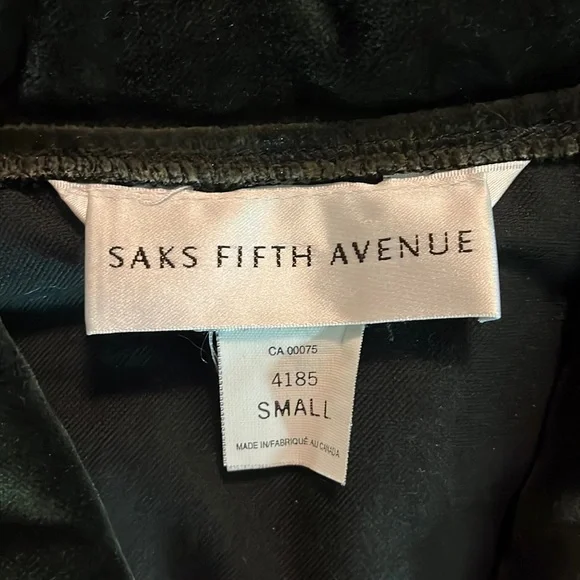 SAKS FIFTH AVENUE
CA 00075
4185
SMALL
MADE IN/FABRIQUÉ AU CANADA